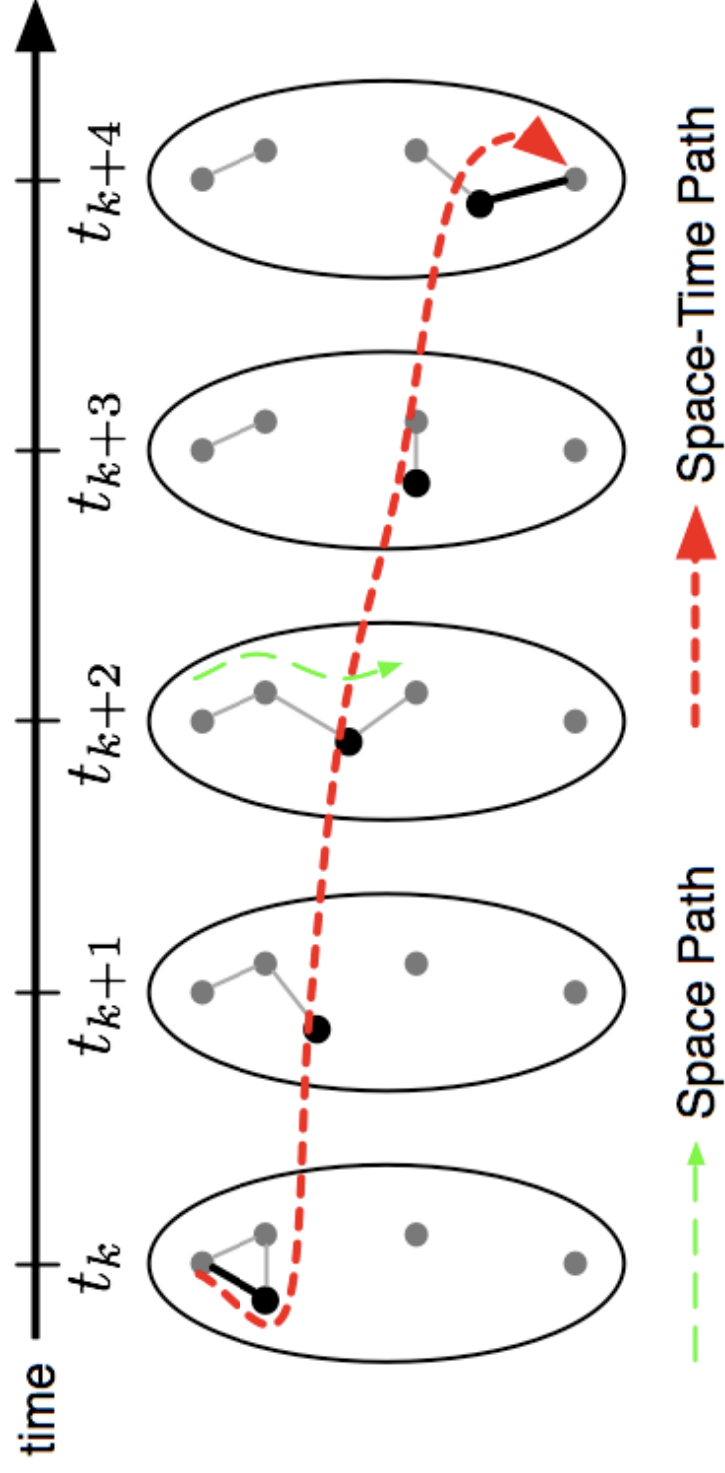 time
t_k
t_{k+1}
t_{k+2}
t_{k+3}
t_{k+4}
Space Path
Space-Time Path